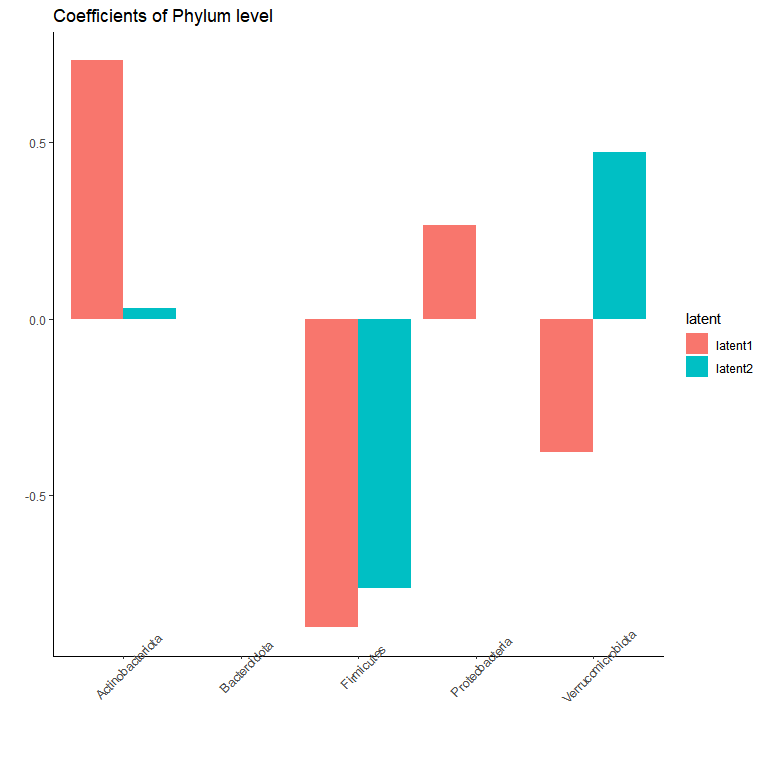 Coefficients of Phylum level
0.5
0.0
-0.5
Actinobacteriota
Bacteroidota
Firmicutes
Proteobacteria
Verrucomicrobiota
latent
latent1
latent2